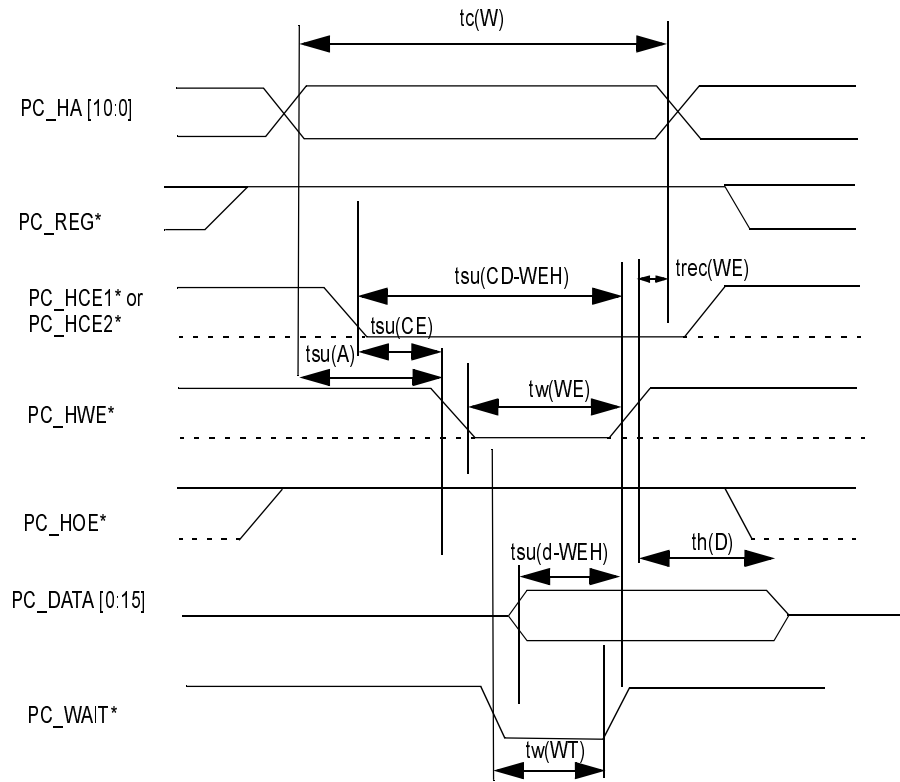 tc(W)
PC_HA [10:0]
PC_REG*
tsu(CD-WEH)
trec(WE)
PC_HCE1* or
PC_HCE2*
tsu(CE)
tsu(A)
tw(WE)
PC_HWE*
PC_HOE*
th(D)
tsu(d-WEH)
PC_DATA [0:15]
PC_WAIT*
tw(WT)